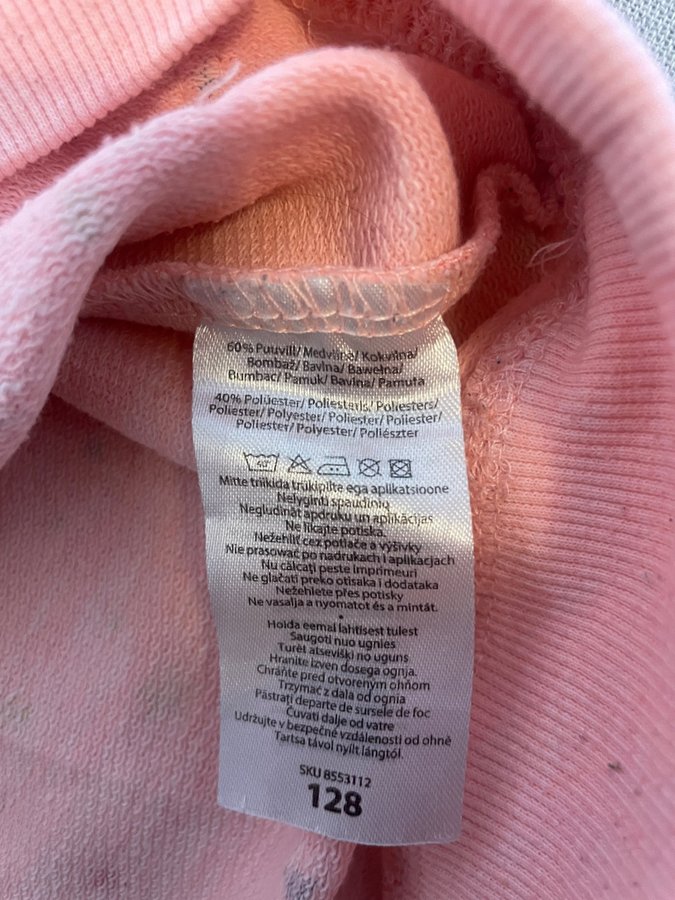 60% Puuvill/ Medvilna/ Kokvilna/
Bombaž/ Bavlna/ Bawełna/
Bumbac/ Pamuk/ Bavlna/ Pamuta
40% Polüester/ Poliesteris/ Poliesters/
Poliester/ Polyester/ Poliester/ Poliester/
Poliester/ Polyester/ Poliészter
40°
Mitte triikida trükipilte ega aplikatsioone
Nelyginti spaudinių
Negludināt apdruku un aplikācijas
Ne likajte potiska.
Nežehliť cez potlače a výšivky
Nie prasować po nadrukach i aplikacjach
Nu călcați peste imprimeuri
Ne glačati preko otisaka i dodataka
Nežehlete přes potisky
Ne vasalja a nyomatot és a mintát.
•
Hoida eemal lahtisest tulest
Saugoti nuo ugnies
Turēt atsevišķi no uguns
Hranite izven dosega ognja.
Chráňte pred otvoreným ohňom
Trzymać z dala od ognia
Păstrați departe de sursele de foc
Čuvati dalje od vatre
Udržujte v bezpečné vzdálenosti od ohně
Tartsa távol nyílt lángtól.
SKU 8553112
128